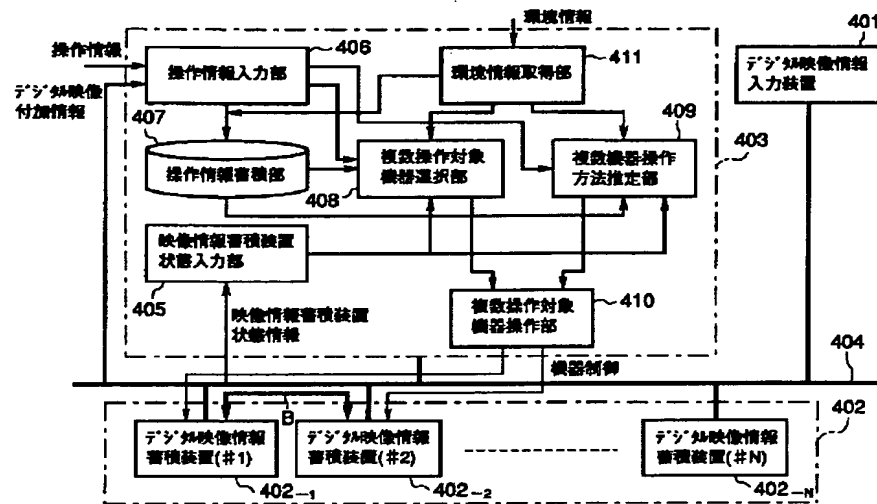 環境情報
操作情報
406
操作情報入力部
環境情報取得部
411
401
デジタル映像情報
入力装置
デジタル映像
付加情報
407
操作情報蓄積部
複数操作対象
機器選択部
408
409
複数機器操作
方法推定部
403
映像情報蓄積装置
状態入力部
405
映像情報蓄積装置
状態情報
複数操作対象
機器操作部
410
機器制御
404
B
デジタル映像情報
蓄積装置(#1)
402-1
デジタル映像情報
蓄積装置(#2)
402-2
デジタル映像情報
蓄積装置(#N)
402-N
402